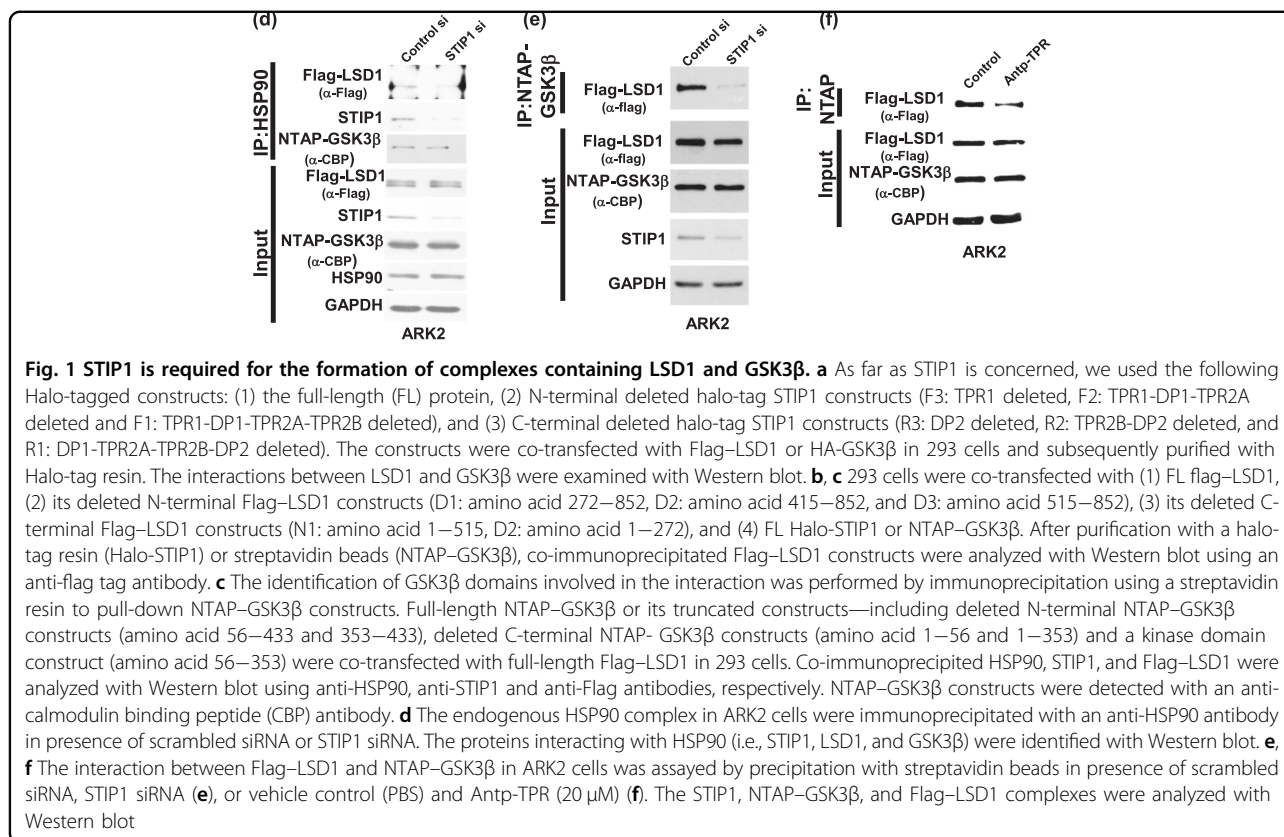 (d)
Control si
STIP1 si
IP:HSP90
Flag-LSD1
(α-Flag)
STIP1
NTAP-GSK3β
(α-CBP)
Input
Flag-LSD1
(α-Flag)
STIP1
NTAP-GSK3β
(α-CBP)
HSP90
GAPDH
ARK2
(e)
Control si
STIP1 si
IP:NTAP-
GSK3β
Flag-LSD1
(α-flag)
Input
Flag-LSD1
(α-flag)
NTAP-GSK3β
(α-CBP)
STIP1
GAPDH
ARK2
(f)
Control
Antp-TPR
IP:
NTAP
Flag-LSD1
(α-Flag)
Input
Flag-LSD1
(α-Flag)
NTAP-GSK3β
(α-CBP)
GAPDH
ARK2
Fig. 1 STIP1 is required for the formation of complexes containing LSD1 and GSK3β. a As far as STIP1 is concerned, we used the following
Halo-tagged constructs: (1) the full-length (FL) protein, (2) N-terminal deleted halo-tag STIP1 constructs (F3: TPR1 deleted, F2: TPR1-DP1-TPR2A
deleted and F1: TPR1-DP1-TPR2A-TPR2B deleted), and (3) C-terminal deleted halo-tag STIP1 constructs (R3: DP2 deleted, R2: TPR2B-DP2 deleted, and
R1: DP1-TPR2A-TPR2B-DP2 deleted). The constructs were co-transfected with Flag–LSD1 or HA-GSK3β in 293 cells and subsequently purified with
Halo-tag resin. The interactions between LSD1 and GSK3β were examined with Western blot. b, c 293 cells were co-transfected with (1) FL flag–LSD1,
(2) its deleted N-terminal Flag–LSD1 constructs (D1: amino acid 272−852, D2: amino acid 415−852, and D3: amino acid 515−852), (3) its deleted C-
terminal Flag–LSD1 constructs (N1: amino acid 1−515, D2: amino acid 1−272), and (4) FL Halo-STIP1 or NTAP–GSK3β. After purification with a halo-
tag resin (Halo-STIP1) or streptavidin beads (NTAP–GSK3β), co-immunoprecipitated Flag–LSD1 constructs were analyzed with Western blot using an
anti-flag tag antibody. c The identification of GSK3β domains involved in the interaction was performed by immunoprecipitation using a streptavidin
resin to pull-down NTAP–GSK3β constructs. Full-length NTAP–GSK3β or its truncated constructs—including deleted N-terminal NTAP–GSK3β
constructs (amino acid 56−433 and 353−433), deleted C-terminal NTAP- GSK3β constructs (amino acid 1−56 and 1−353) and a kinase domain
construct (amino acid 56−353) were co-transfected with full-length Flag–LSD1 in 293 cells. Co-immunoprecipited HSP90, STIP1, and Flag–LSD1 were
analyzed with Western blot using anti-HSP90, anti-STIP1 and anti-Flag antibodies, respectively. NTAP–GSK3β constructs were detected with an anti-
calmodulin binding peptide (CBP) antibody. d The endogenous HSP90 complex in ARK2 cells were immunoprecipitated with an anti-HSP90 antibody
in presence of scrambled siRNA or STIP1 siRNA. The proteins interacting with HSP90 (i.e., STIP1, LSD1, and GSK3β) were identified with Western blot. e,
f The interaction between Flag–LSD1 and NTAP–GSK3β in ARK2 cells was assayed by precipitation with streptavidin beads in presence of scrambled
siRNA, STIP1 siRNA (e), or vehicle control (PBS) and Antp-TPR (20 μM) (f). The STIP1, NTAP–GSK3β, and Flag–LSD1 complexes were analyzed with
Western blot